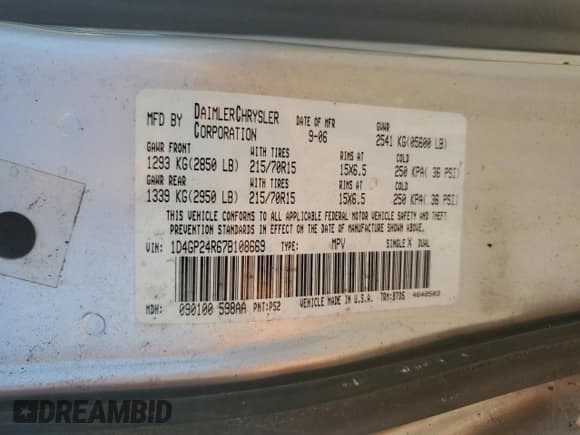 MFD BY DAIMLERCHRYSLER CORPORATION DATE OF MFR 9-06 GVWR 2541 KG(05600 LB)
GAWR FRONT WITH TIRES RIMS AT COLD
1293 KG(2850 LB) 215/70R15 15X6.5 250 KPA( 36 PSI)
GAWR REAR WITH TIRES RIMS AT COLD
1339 KG(2950 LB) 215/70R15 15X6.5 250 KPA( 36 PSI)
THIS VEHICLE CONFORMS TO ALL APPLICABLE FEDERAL MOTOR VEHICLE SAFETY AND THEFT
PREVENTION STANDARDS IN EFFECT ON THE DATE OF MANUFACTURE SHOWN ABOVE.
VIN: 1D4GP24R67B108669 TYPE: MPV SINGLE X DUAL
MDH: 090100 598AA PNT:PS2 VEHICLE MADE IN U.S.A. TRM:37D5 4648503
DREAMBID